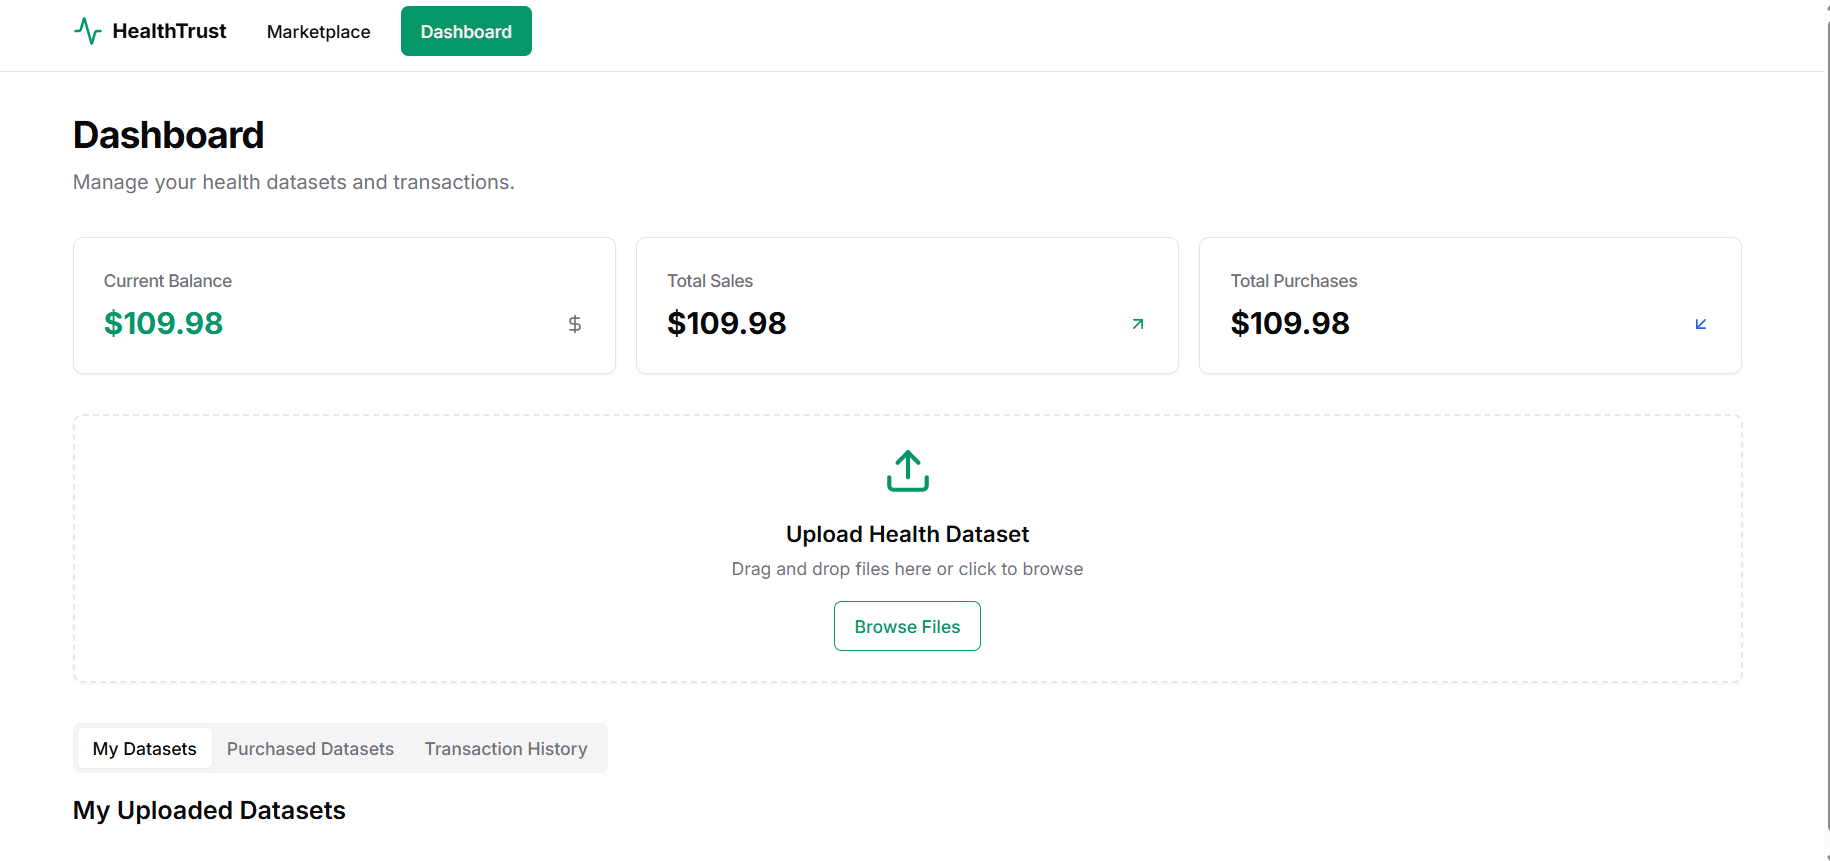 HealthTrust Marketplace Dashboard
Dashboard
Manage your health datasets and transactions.
Current Balance
$109.98
$
Total Sales
$109.98
Total Purchases
$109.98
Upload Health Dataset
Drag and drop files here or click to browse
Browse Files
My Datasets Purchased Datasets Transaction History
My Uploaded Datasets